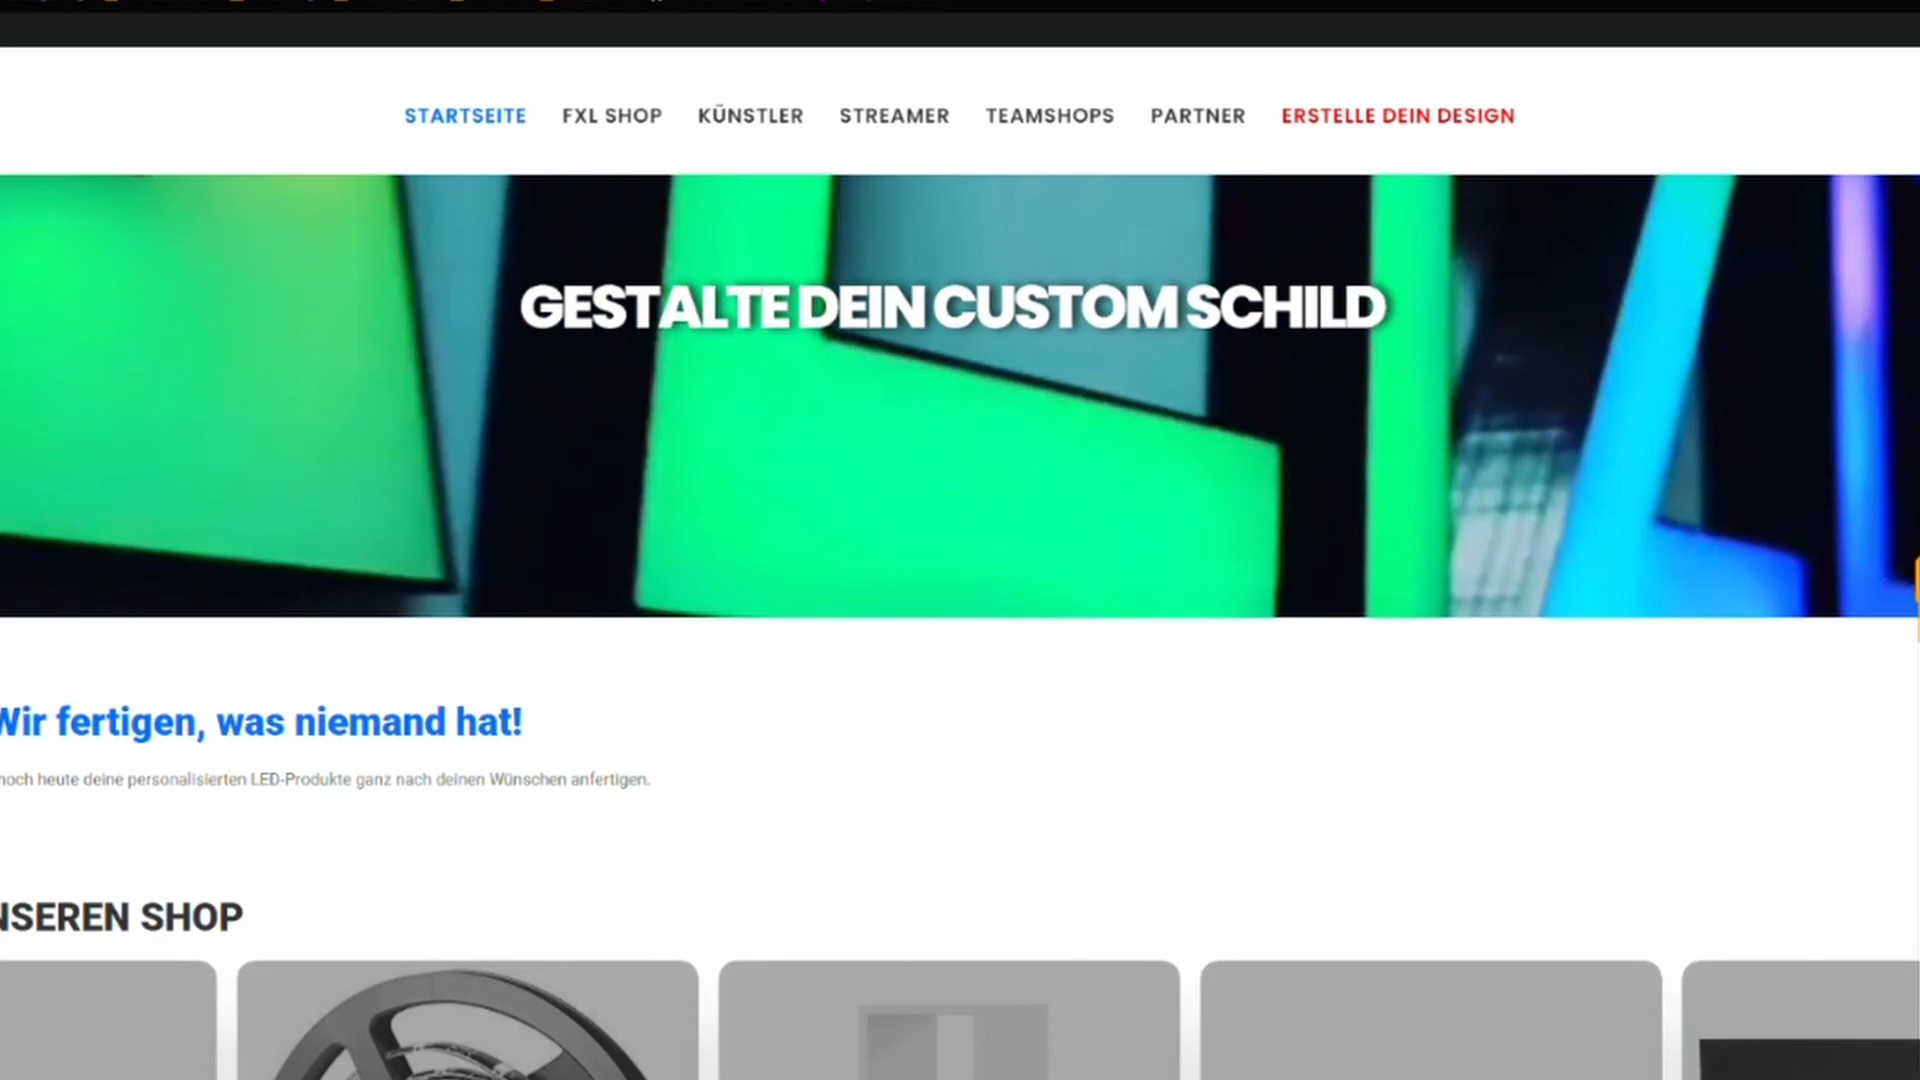 STARTSEITE FXL SHOP KÜNSTLER STREAMER TEAMSHOPS PARTNER ERSTELLE DEIN DESIGN
GESTALTE DEIN CUSTOM SCHILD
Wir fertigen, was niemand hat!
noch heute deine personalisierten LED-Produkte ganz nach deinen Wünschen anfertigen.
NSEREN SHOP